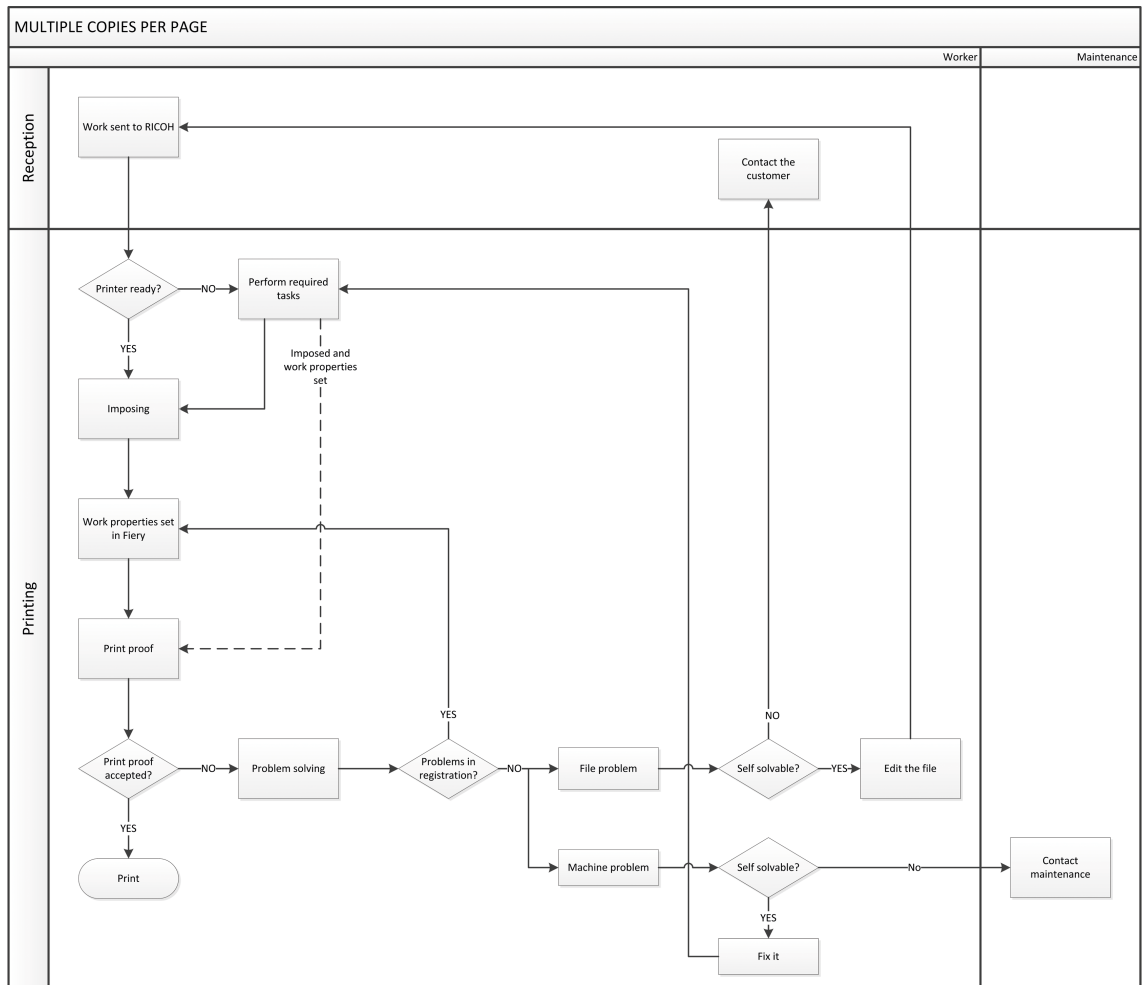 MULTIPLE COPIES PER PAGE
Worker
Maintenance
Reception
Work sent to RICOH
Contact the
customer
Printing
Printer ready?
NO
Perform required
tasks
YES
Imposed and
work properties
set
Imposing
Work properties set
in Fiery
Print proof
YES
NO
Print proof
accepted?
NO
Problem solving
Problems in
registration?
NO
File problem
Self solvable?
YES
Edit the file
YES
Print
Machine problem
Self solvable?
No
Contact
maintenance
YES
Fix it